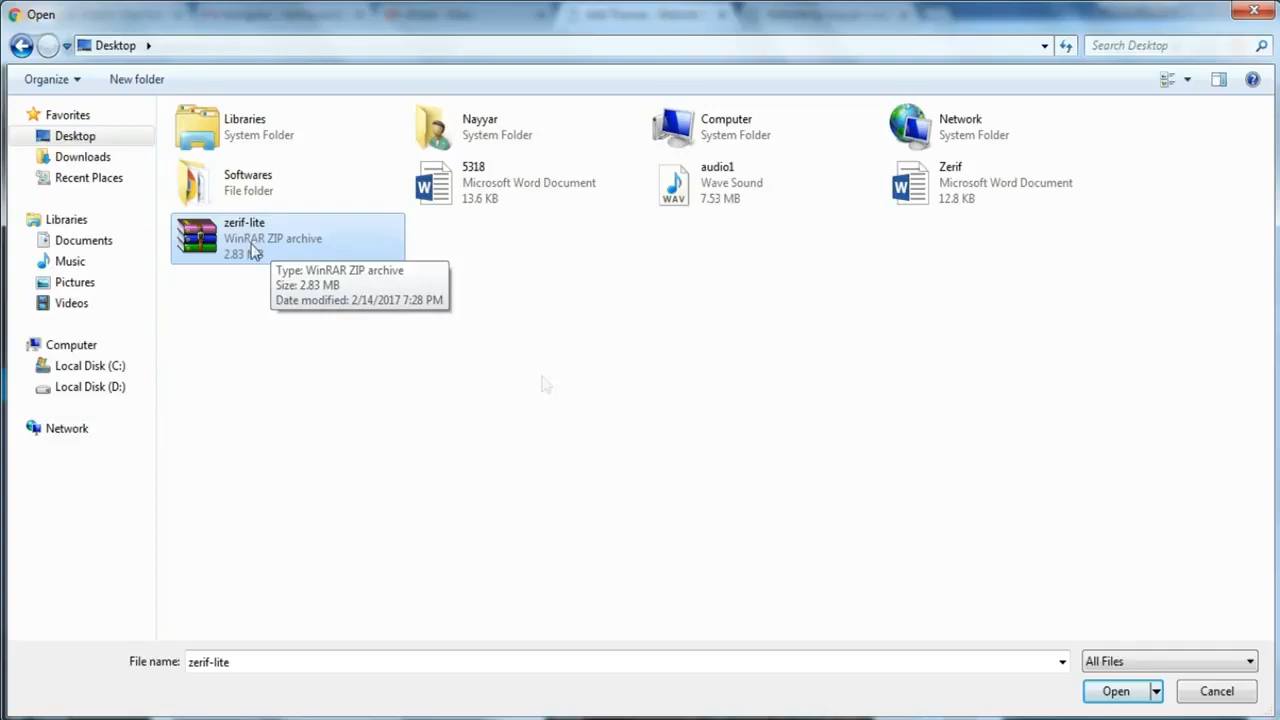 Open
Desktop
Search Desktop
Organize
New folder
Favorites
Desktop
Downloads
Recent Places
Libraries
Documents
Music
Pictures
Videos
Computer
Local Disk (C:)
Local Disk (D:)
Network
Libraries
System Folder
Nayyar
System Folder
Computer
System Folder
Network
System Folder
Softwares
File folder
5318
Microsoft Word Document
13.6 KB
audio1
Wave Sound
7.53 MB
Zerif
Microsoft Word Document
12.8 KB
zerif-lite
WinRAR ZIP archive
2.83 MB
Type: WinRAR ZIP archive
Size: 2.83 MB
Date modified: 2/14/2017 7:28 PM
File name: zerif-lite
All Files
Open
Cancel